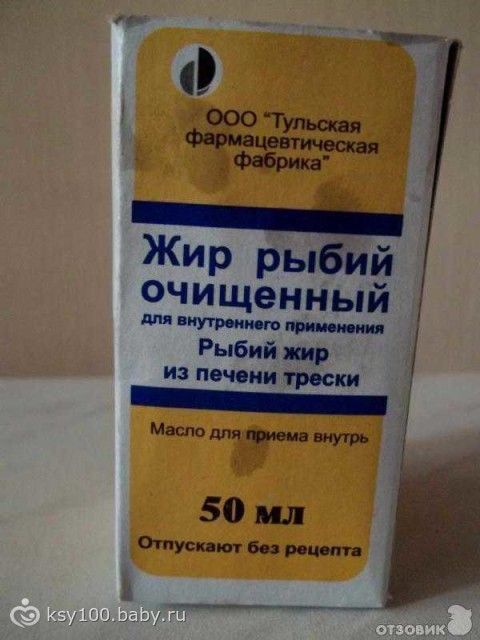 ООО "Тульская
фармацевтическая
фабрика"
Жир рыбий
очищенный
для внутреннего применения
Рыбий жир
из печени трески
Масло для приема внутрь
50 мл
Отпускают без рецепта
ksy100.baby.ru
ОТЗОВИК